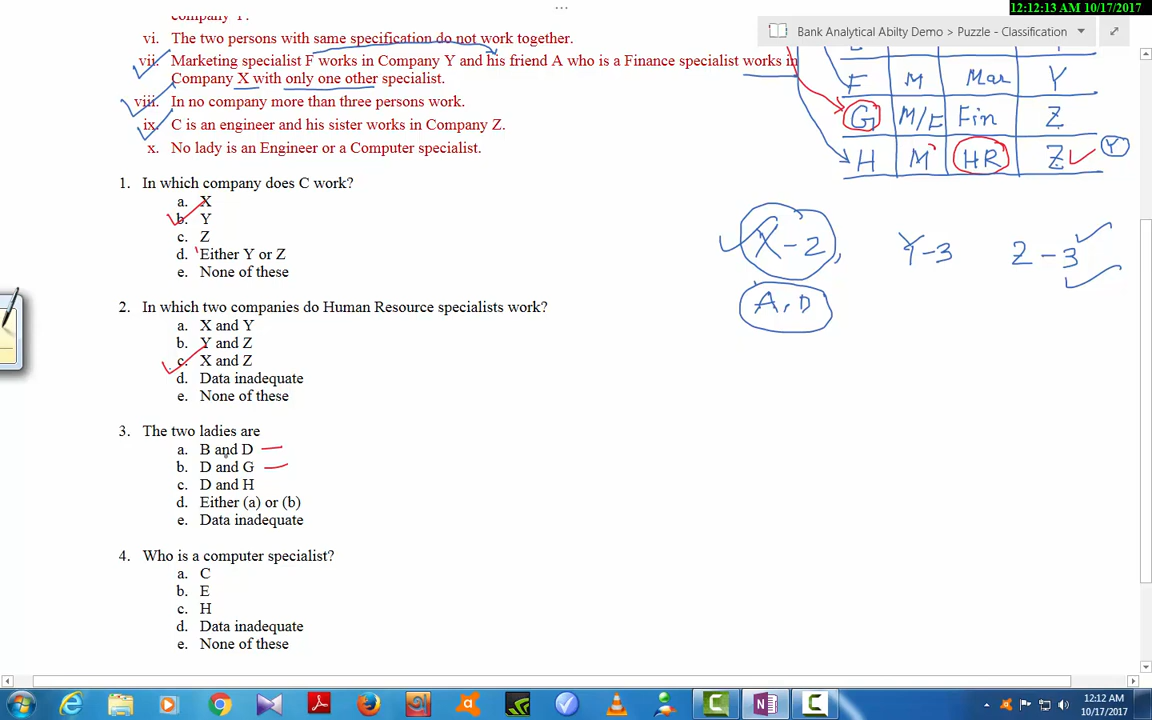 12:12:13 AM 10/17/2017
Bank Analytical Abilty Demo > Puzzle - Classification
company Y.
vi. The two persons with same specification do not work together.
vii. Marketing specialist F works in Company Y and his friend A who is a Finance specialist works in
Company X with only one other specialist.
viii. In no company more than three persons work.
ix. C is an engineer and his sister works in Company Z.
x. No lady is an Engineer or a Computer specialist.
F M Mar Y
G M/F Fin Z
H M HR Z Y
X - 2, Y - 3 Z - 3
A, D
1. In which company does C work?
a. X
b. Y
c. Z
d. Either Y or Z
e. None of these
2. In which two companies do Human Resource specialists work?
a. X and Y
b. Y and Z
c. X and Z
d. Data inadequate
e. None of these
3. The two ladies are
a. B and D
b. D and G
c. D and H
d. Either (a) or (b)
e. Data inadequate
4. Who is a computer specialist?
a. C
b. E
c. H
d. Data inadequate
e. None of these
12:12 AM
10/17/2017